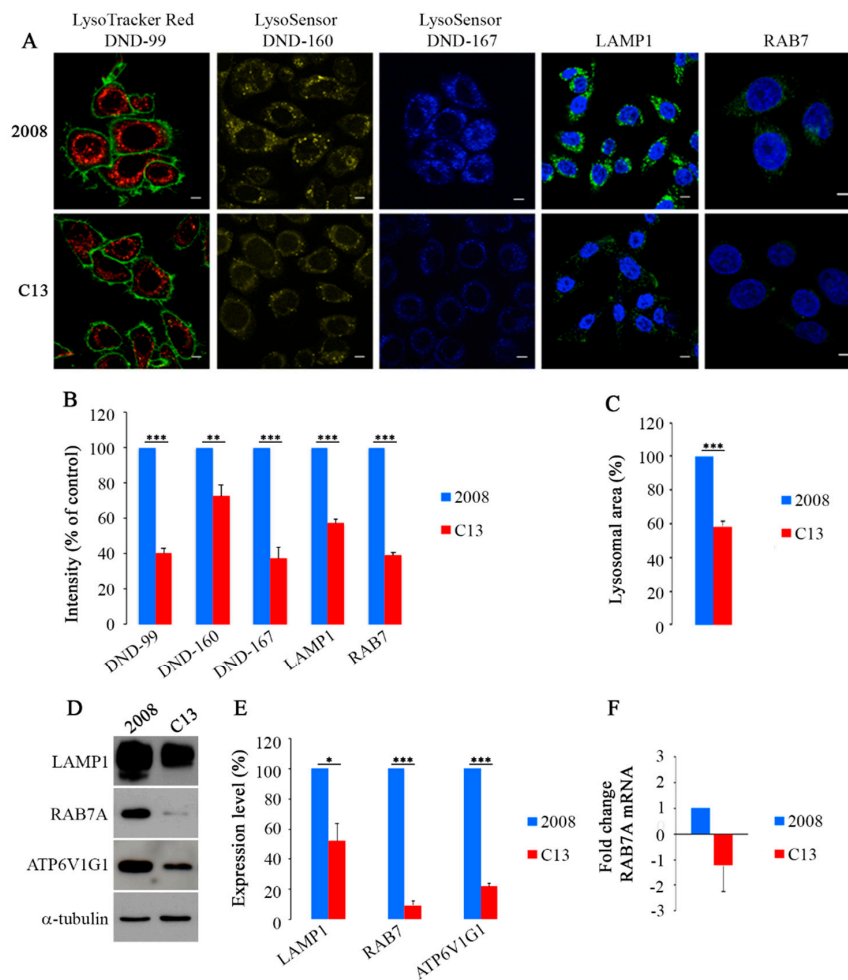 LysoTracker Red LysoSensor LysoSensor
A DND-99 DND-160 DND-167 LAMP1 RAB7
2008
C13
B
Intensity (% of control)
120
100
80
60
40
20
0
*** ** *** *** ***
DND-99 DND-160 DND-167 LAMP1 RAB7
2008
C13
C
Lysosomal area (%)
120
100
80
60
40
20
0
***
2008
C13
D
2008 C13
LAMP1
RAB7A
ATP6V1G1
α-tubulin
E
Expression level (%)
120
100
80
60
40
20
0
* *** ***
LAMP1 RAB7 ATP6V1G1
2008
C13
F
Fold change
RAB7A mRNA
3
2
1
0
-1
-2
-3
2008
C13